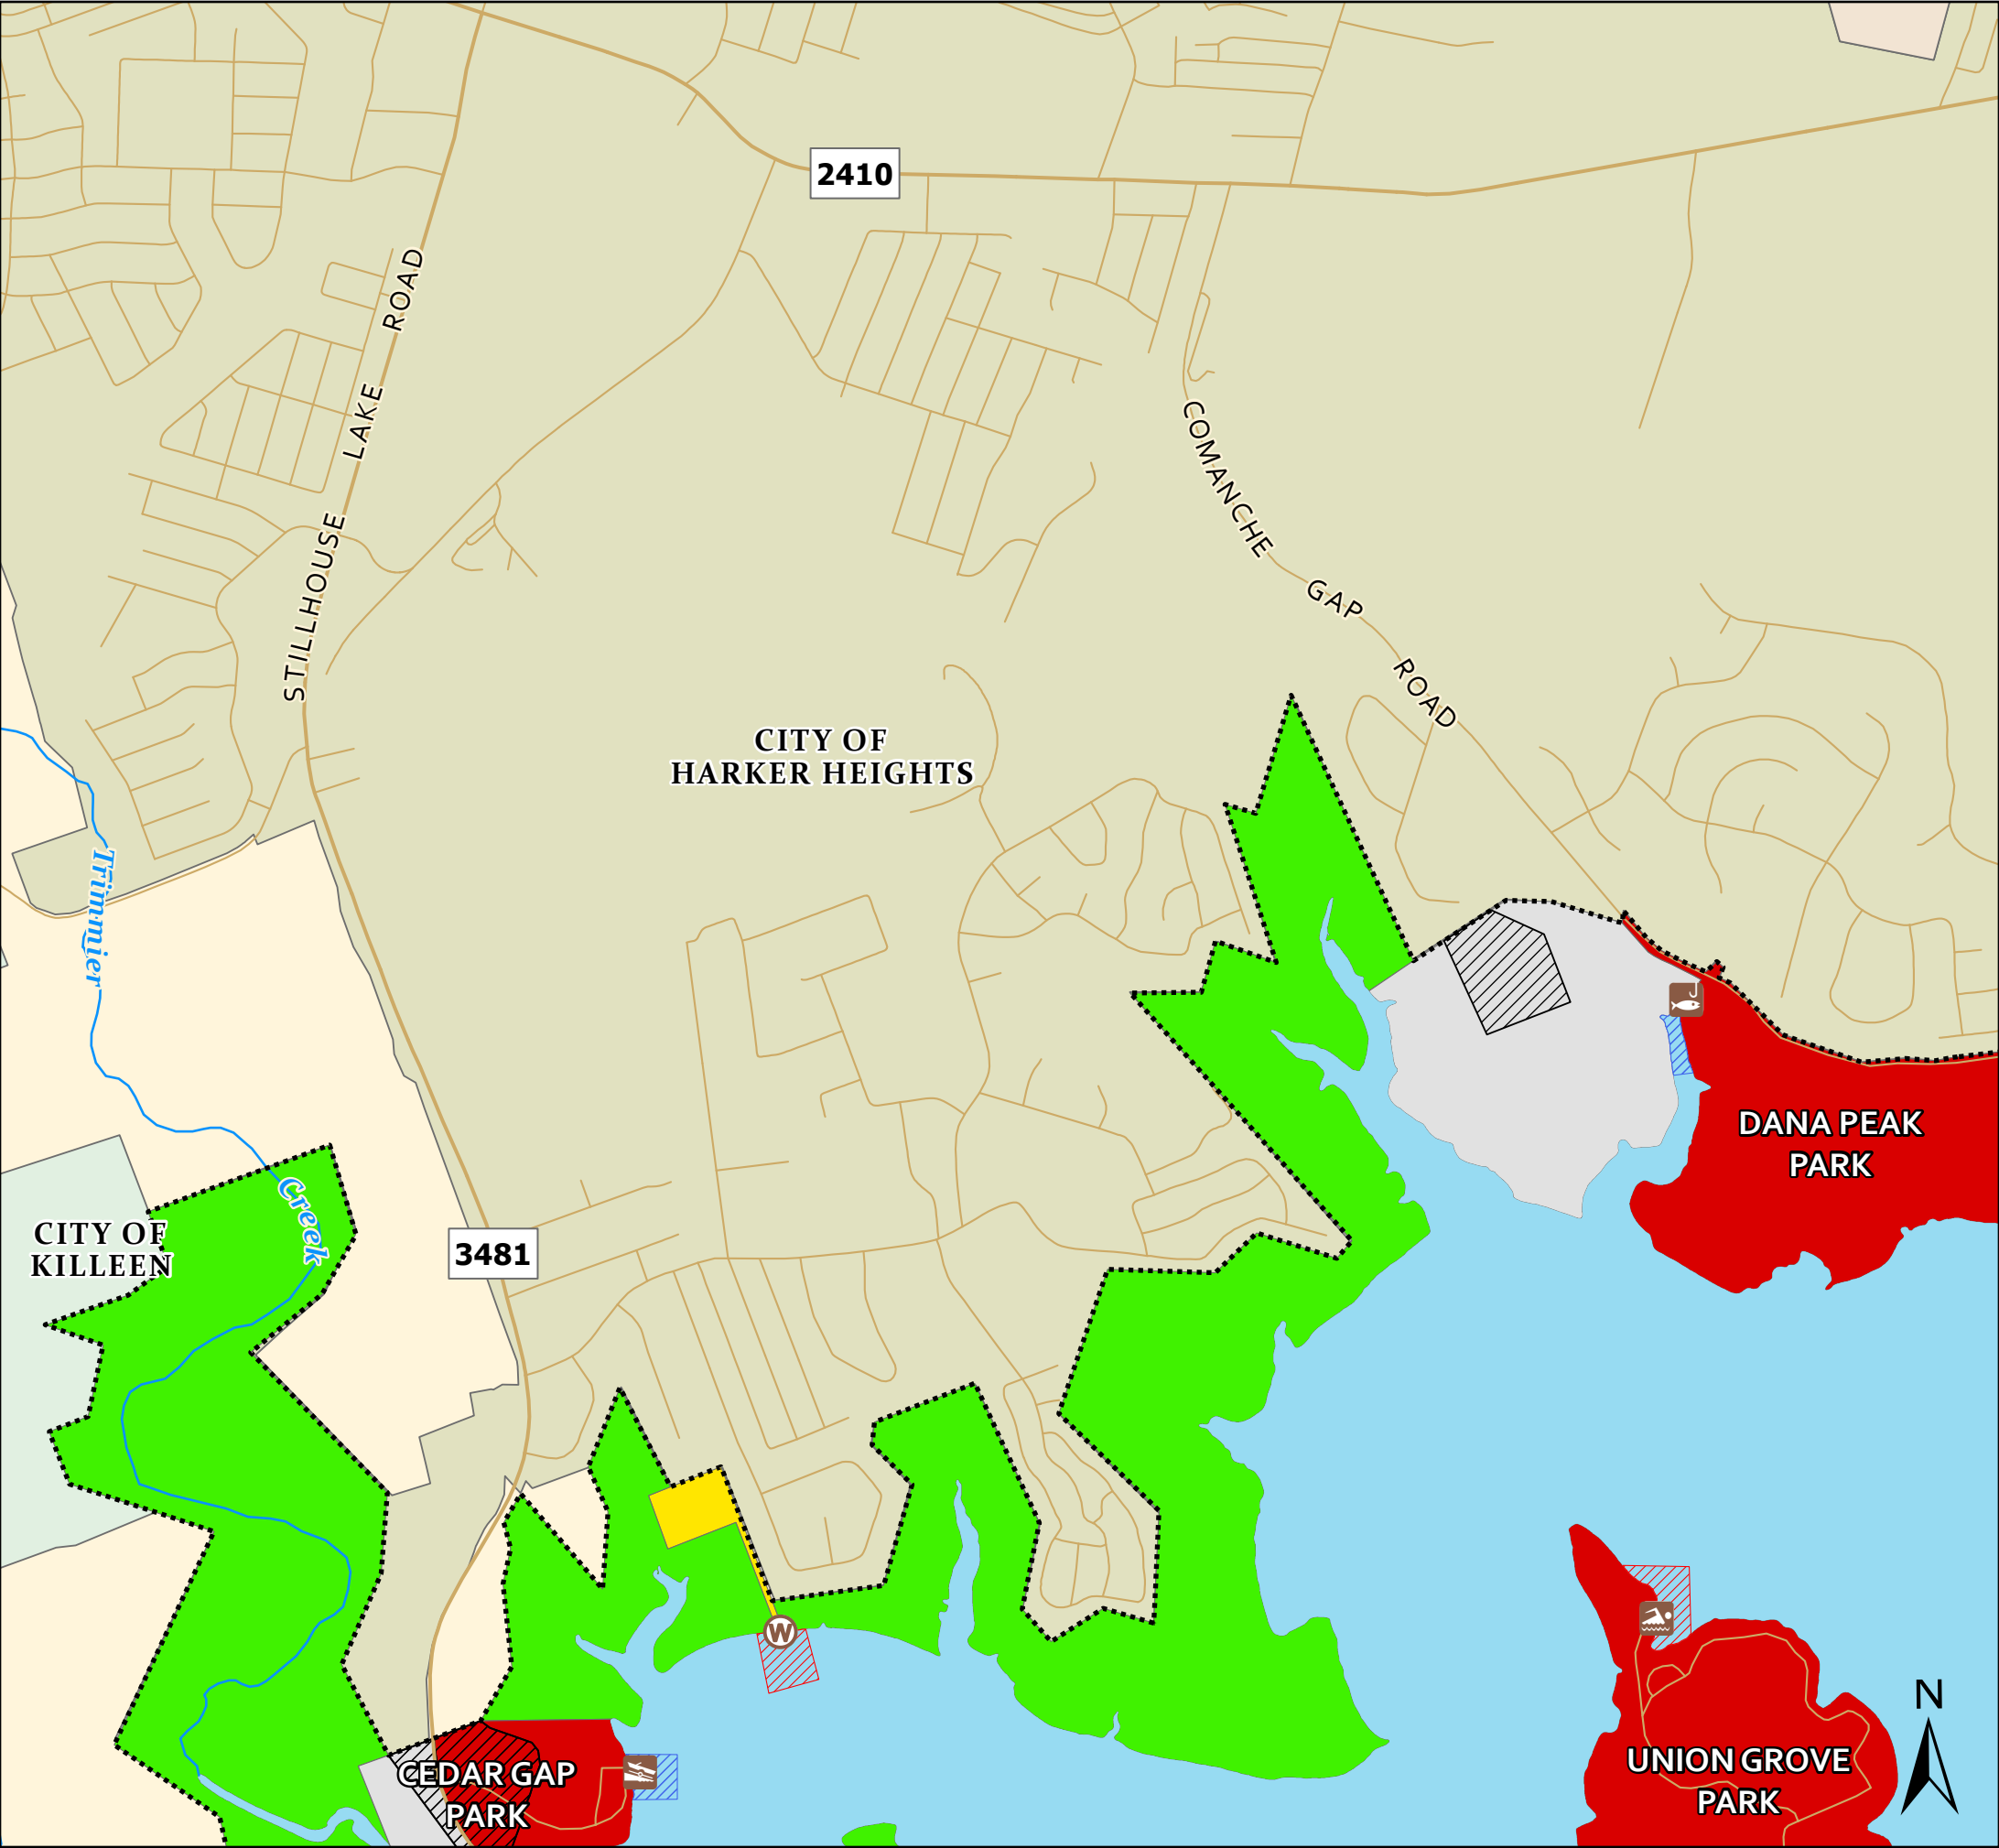 2410
STILLHOUSE LAKE ROAD
COMANCHE GAP ROAD
CITY OF
HARKER HEIGHTS
Trimmier Creek
DANA PEAK
PARK
CITY OF
KILLEEN
3481
W
N
CEDAR GAP
PARK
UNION GROVE
PARK